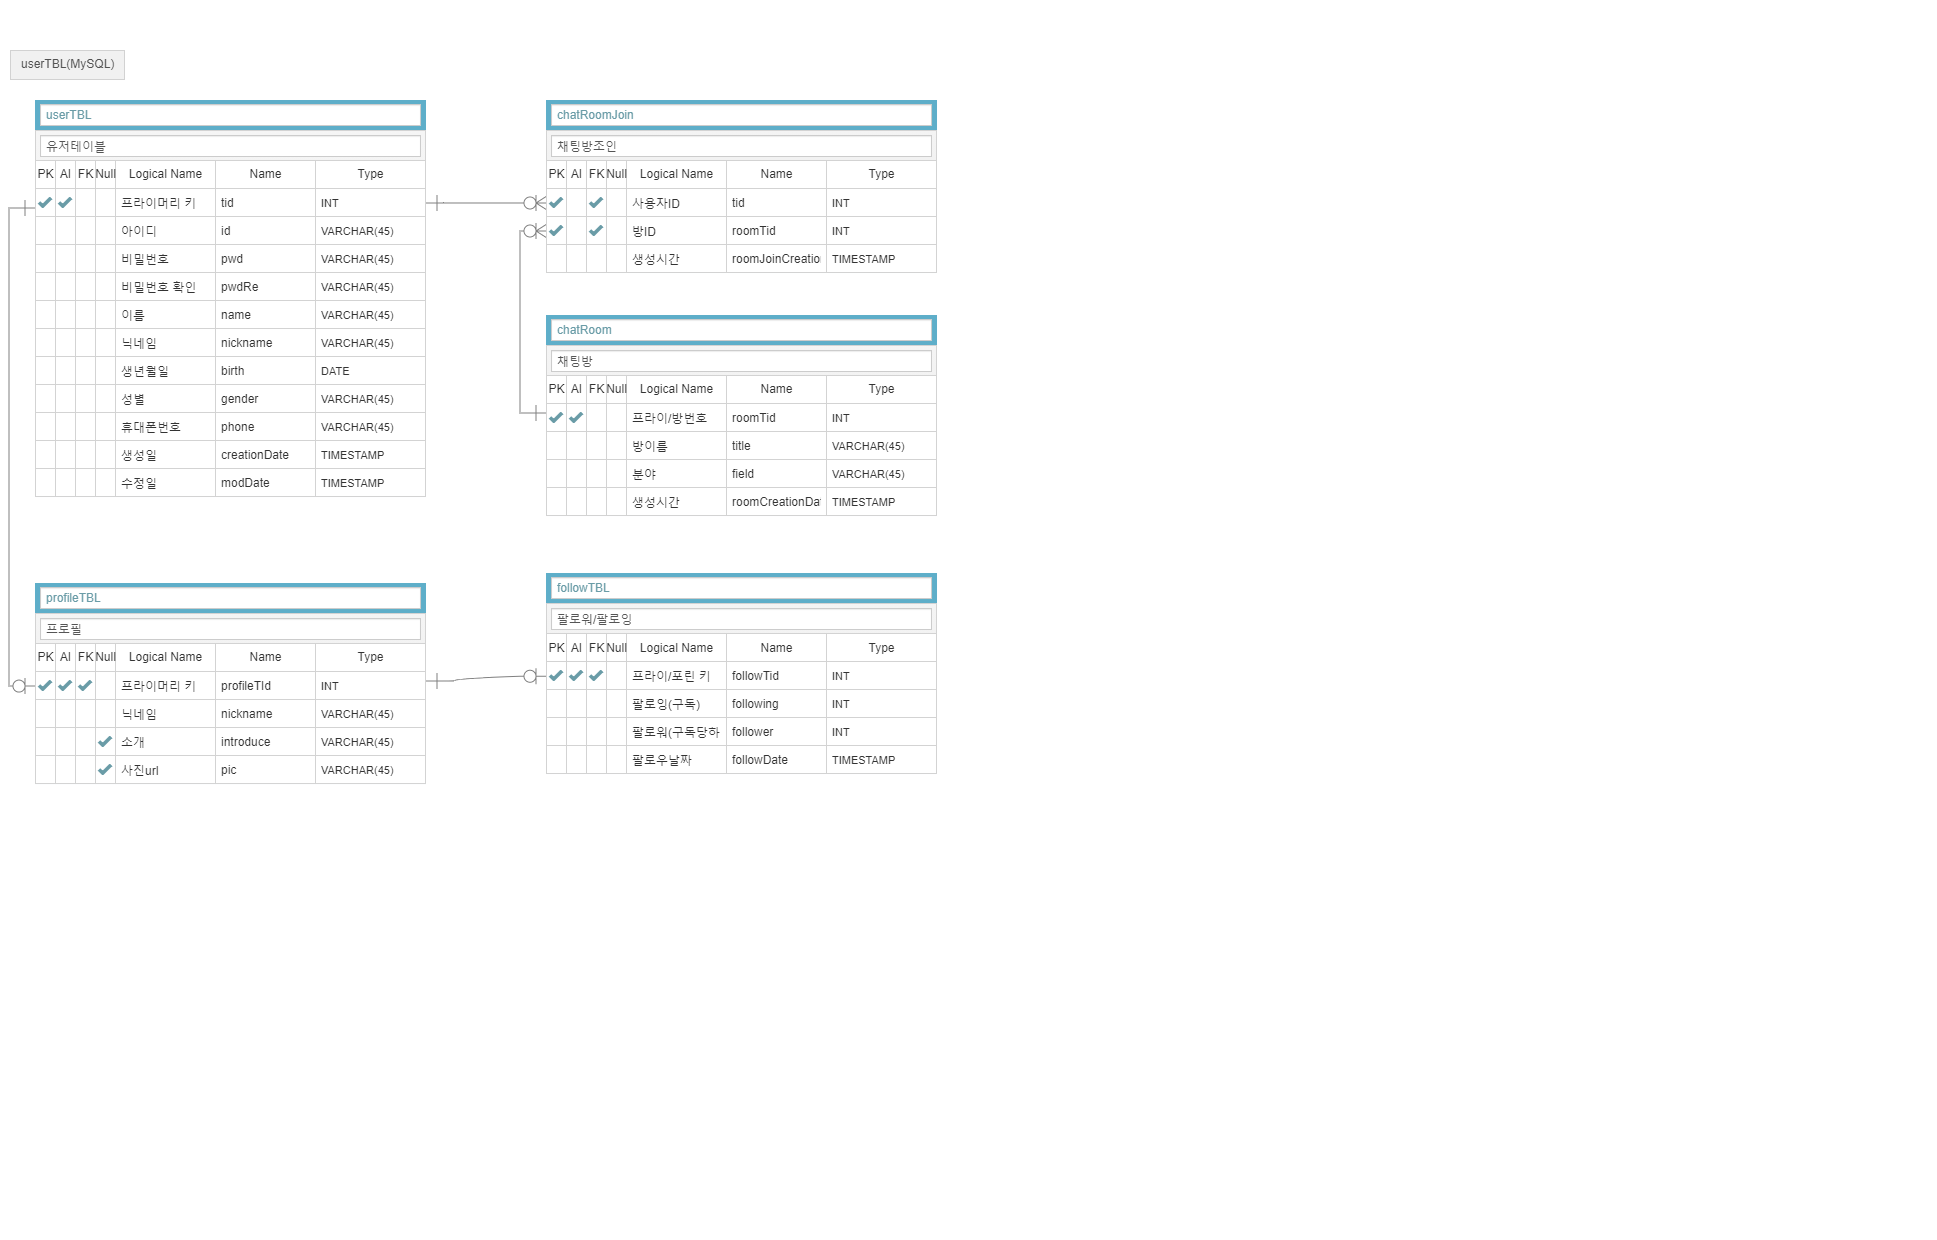 userTBL(MySQL)
userTBL
유저테이블
PK AI FK Null Logical Name Name Type
프라이머리 키 tid INT
아이디 id VARCHAR(45)
비밀번호 pwd VARCHAR(45)
비밀번호 확인 pwdRe VARCHAR(45)
이름 name VARCHAR(45)
닉네임 nickname VARCHAR(45)
생년월일 birth DATE
성별 gender VARCHAR(45)
휴대폰번호 phone VARCHAR(45)
생성일 creationDate TIMESTAMP
수정일 modDate TIMESTAMP
chatRoomJoin
채팅방조인
PK AI FK Null Logical Name Name Type
사용자ID tid INT
방ID roomTid INT
생성시간 roomJoinCreatio TIMESTAMP
chatRoom
채팅방
PK AI FK Null Logical Name Name Type
프라이/방번호 roomTid INT
방이름 title VARCHAR(45)
분야 field VARCHAR(45)
생성시간 roomCreationDa TIMESTAMP
profileTBL
프로필
PK AI FK Null Logical Name Name Type
프라이머리 키 profileTId INT
닉네임 nickname VARCHAR(45)
소개 introduce VARCHAR(45)
사진url pic VARCHAR(45)
followTBL
팔로워/팔로잉
PK AI FK Null Logical Name Name Type
프라이/포린 키 followTid INT
팔로잉(구독) following INT
팔로워(구독당하 follower INT
팔로우날짜 followDate TIMESTAMP